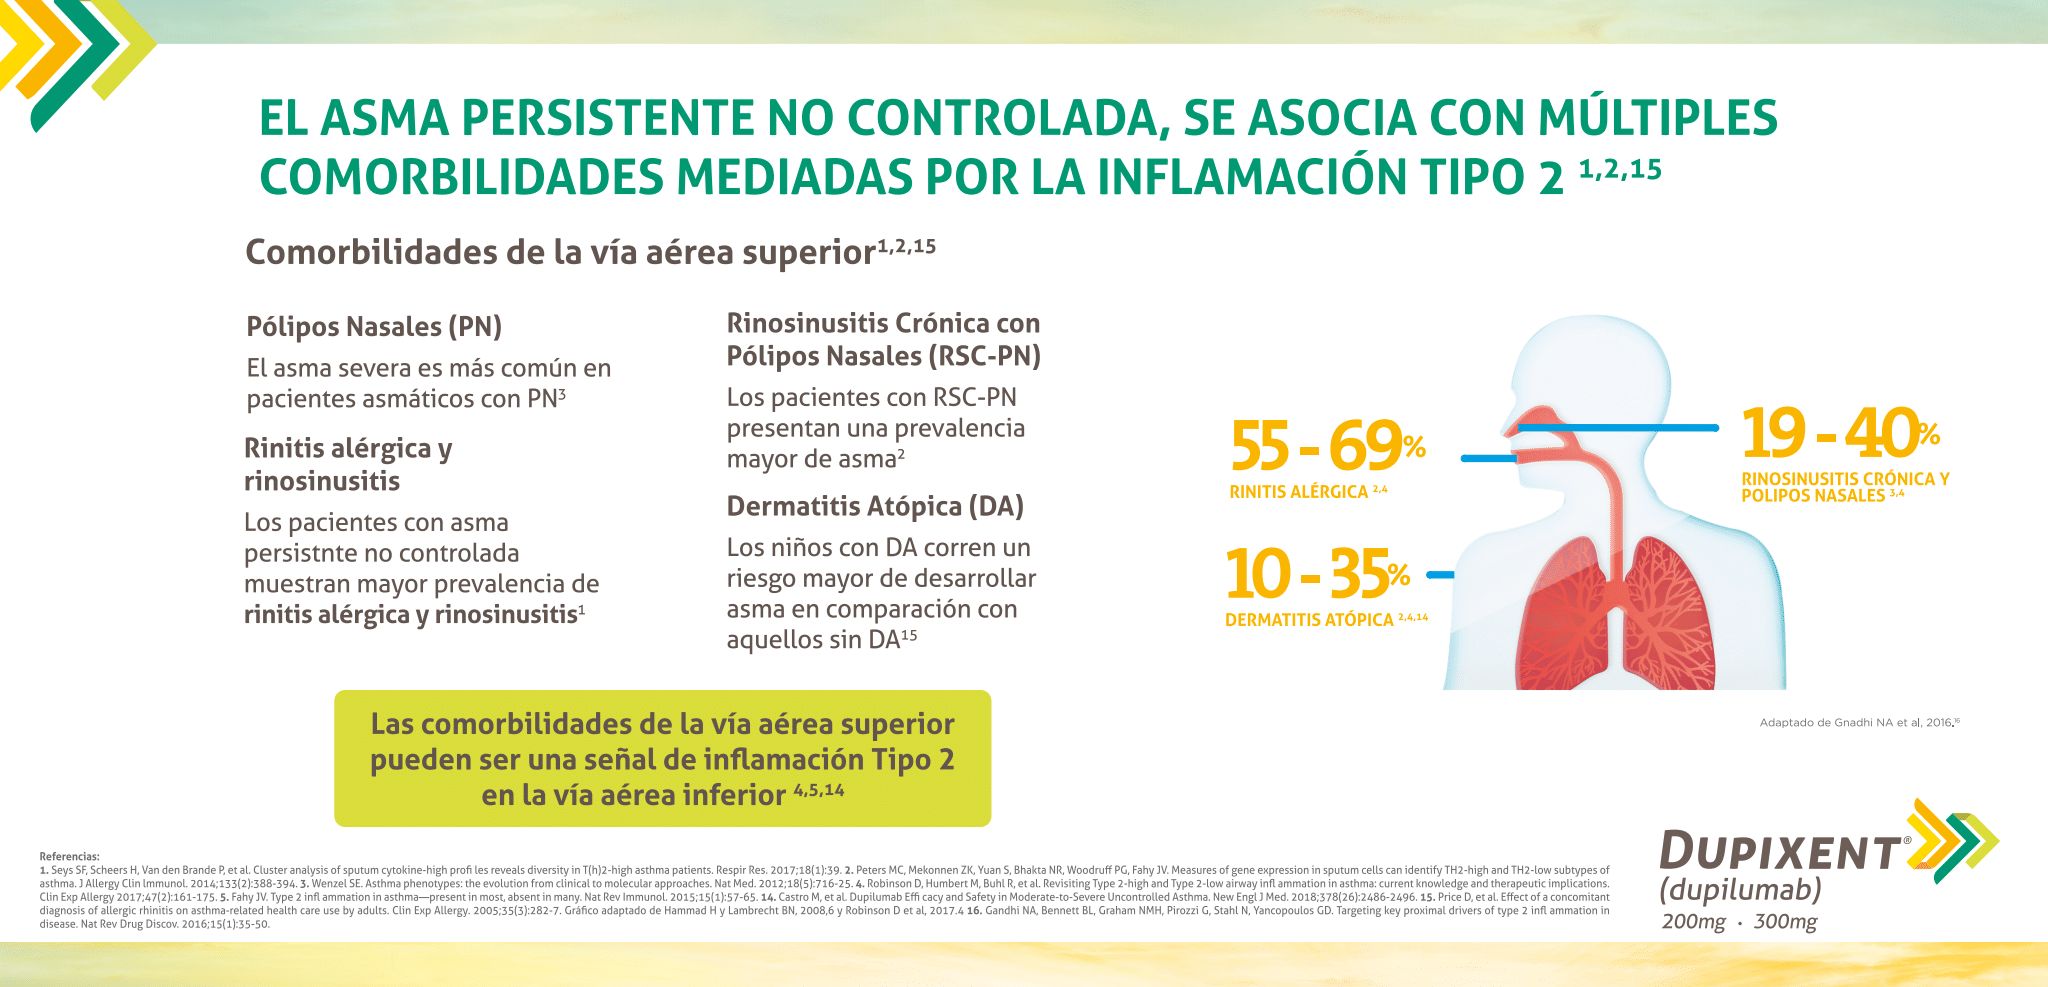 EL ASMA PERSISTENTE NO CONTROLADA, SE ASOCIA CON MÚLTIPLES
COMORBILIDADES MEDIADAS POR LA INFLAMACIÓN TIPO 2 1,2,15
Comorbilidades de la vía aérea superior1,2,15
Pólipos Nasales (PN)
El asma severa es más común en
pacientes asmáticos con PN3
Rinitis alérgica y
rinosinusitis
Los pacientes con asma
persistnte no controlada
muestran mayor prevalencia de
rinitis alérgica y rinosinusitis1
Rinosinusitis Crónica con
Pólipos Nasales (RSC-PN)
Los pacientes con RSC-PN
presentan una prevalencia
mayor de asma2
Dermatitis Atópica (DA)
Los niños con DA corren un
riesgo mayor de desarrollar
asma en comparación con
aquellos sin DA15
55 - 69%
RINITIS ALÉRGICA 2,4
10 - 35%
DERMATITIS ATÓPICA 2,4,14
19 - 40%
RINOSINUSITIS CRÓNICA Y
POLIPOS NASALES 3,4
Adaptado de Gnadhi NA et al, 2016.16
Las comorbilidades de la vía aérea superior
pueden ser una señal de inflamación Tipo 2
en la vía aérea inferior 4,5,14
Referencias:
1. Seys SF, Scheers H, Van den Brande P, et al. Cluster analysis of sputum cytokine-high profi les reveals diversity in T(h)2-high asthma patients. Respir Res. 2017;18(1):39. 2. Peters MC, Mekonnen ZK, Yuan S, Bhakta NR, Woodruff PG, Fahy JV. Measures of gene expression in sputum cells can identify TH2-high and TH2-low subtypes of
asthma. J Allergy Clin lmmunol. 2014;133(2):388-394. 3. Wenzel SE. Asthma phenotypes: the evolution from clinical to molecular approaches. Nat Med. 2012;18(5):716-25. 4. Robinson D, Humbert M, Buhl R, et al. Revisiting Type 2-high and Type 2-low airway infl ammation in asthma: current knowledge and therapeutic implications.
Clin Exp Allergy 2017;47(2):161-175. 5. Fahy JV. Type 2 infl ammation in asthma—present in most, absent in many. Nat Rev Immunol. 2015;15(1):57-65. 14. Castro M, et al. Dupilumab Effi cacy and Safety in Moderate-to-Severe Uncontrolled Asthma. New Engl J Med. 2018;378(26):2486-2496. 15. Price D, et al. Effect of a concomitant
diagnosis of allergic rhinitis on asthma-related health care use by adults. Clin Exp Allergy. 2005;35(3):282-7. Gráfico adaptado de Hammad H y Lambrecht BN, 2008,6 y Robinson D et al, 2017.4 16. Gandhi NA, Bennett BL, Graham NMH, Pirozzi G, Stahl N, Yancopoulos GD. Targeting key proximal drivers of type 2 infl ammation in
disease. Nat Rev Drug Discov. 2016;15(1):35-50.
DUPIXENT®
(dupilumab)
200mg · 300mg